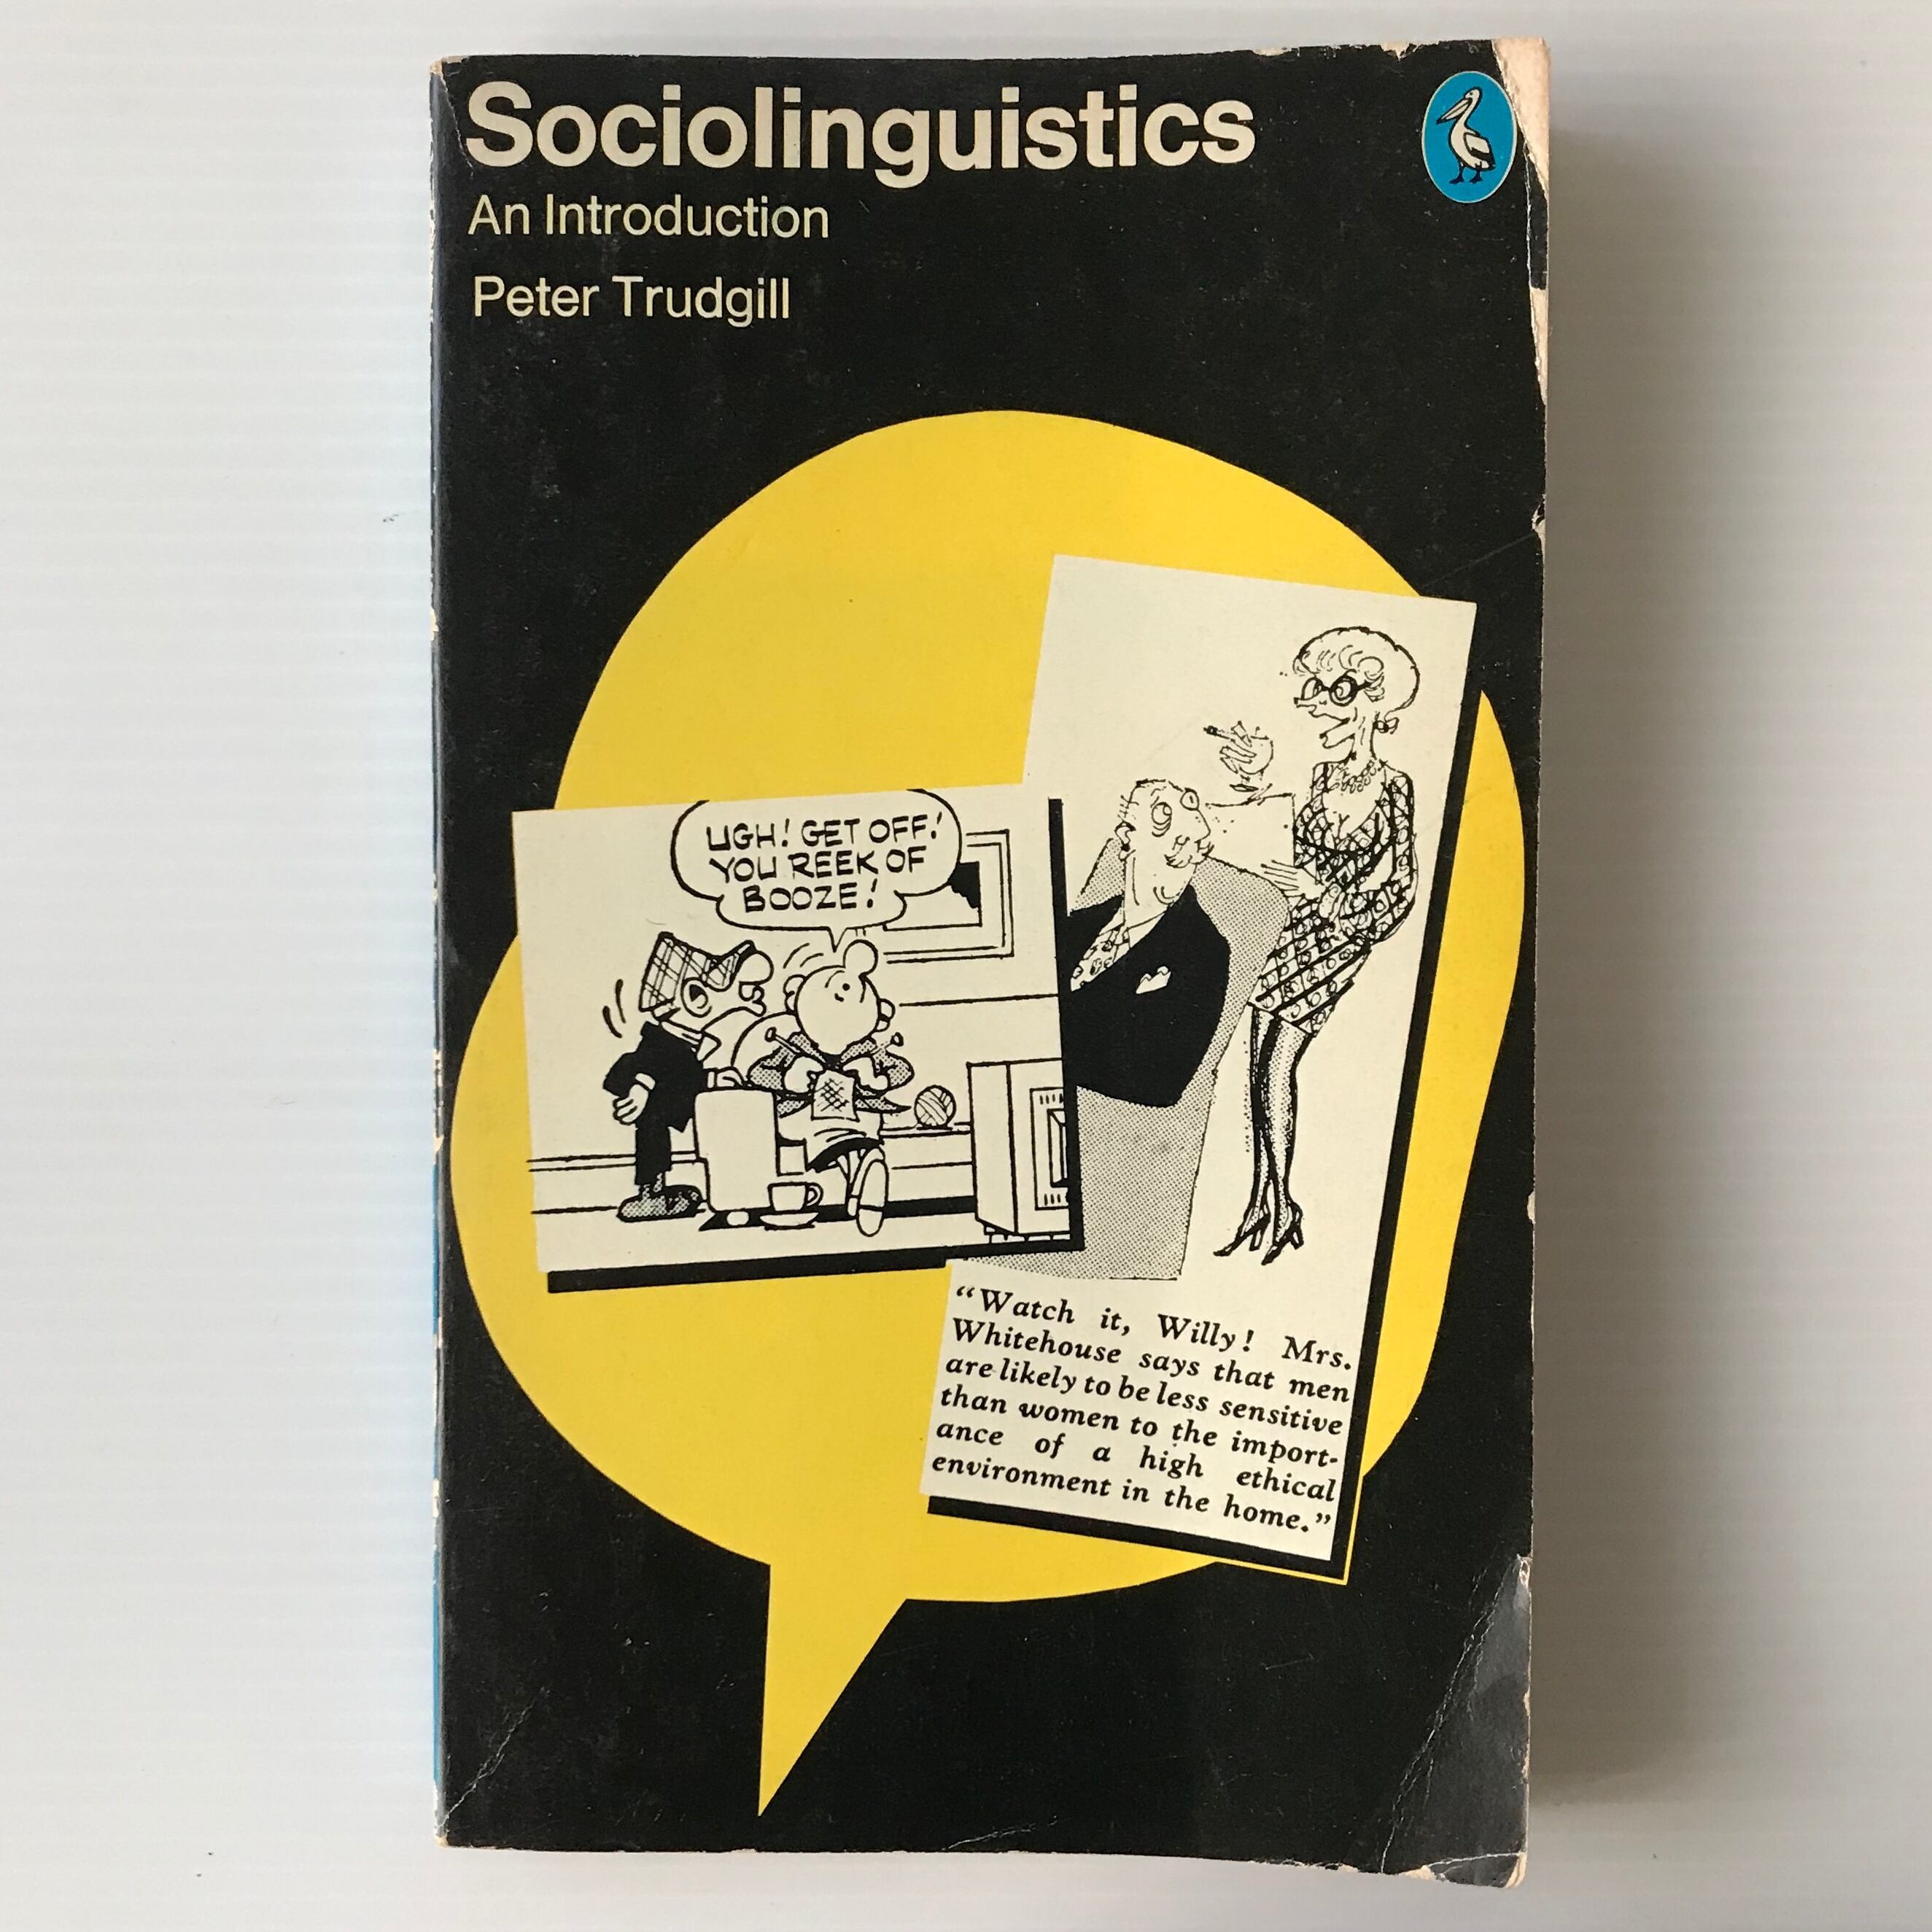 Sociolinguistics
An Introduction
Peter Trudgill
UGH! GET OFF!
YOU REEK OF
BOOZE!
“Watch it, Willy! Mrs.
Whitehouse says that men
are likely to be less sensitive
than women to the import-
ance of a high ethical
environment in the home.”